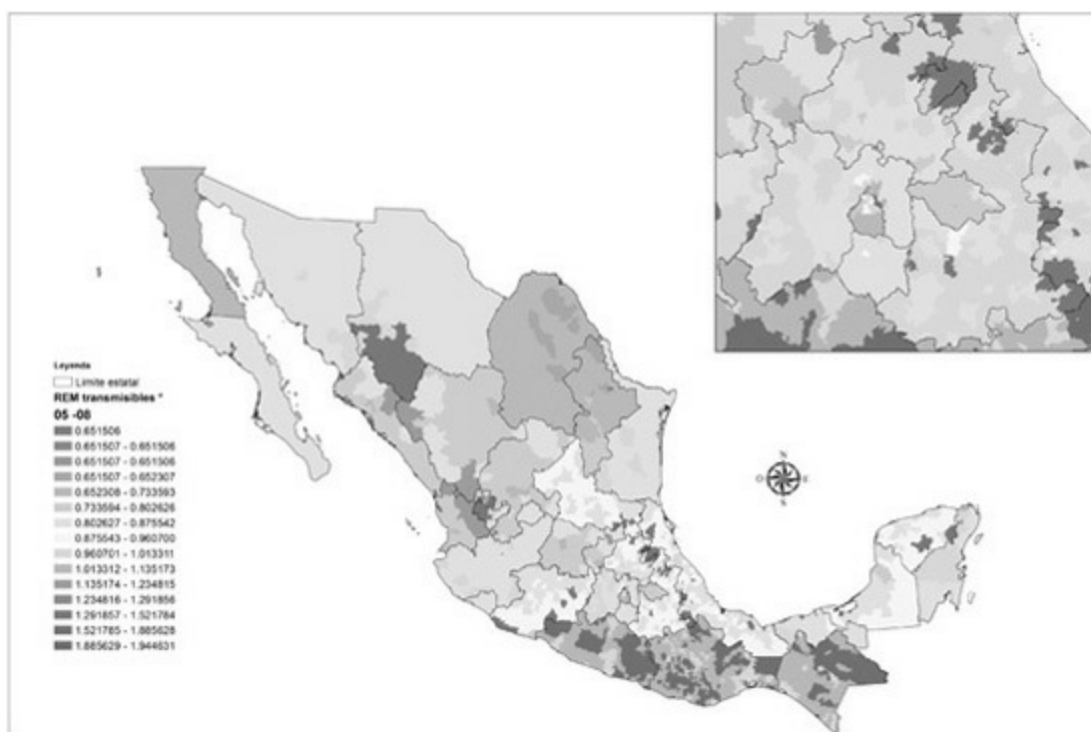 Leyenda
Limite estatal
REM transmisibles *
05 -08
0.651506
0.651507 - 0.651506
0.651507 - 0.651506
0.651507 - 0.652307
0.652308 - 0.733593
0.733594 - 0.802626
0.802627 - 0.875542
0.875543 - 0.960700
0.960701 - 1.013311
1.013312 - 1.135173
1.135174 - 1.234815
1.234816 - 1.291856
1.291857 - 1.521784
1.521785 - 1.885628
1.885629 - 1.944631
N
O E
S